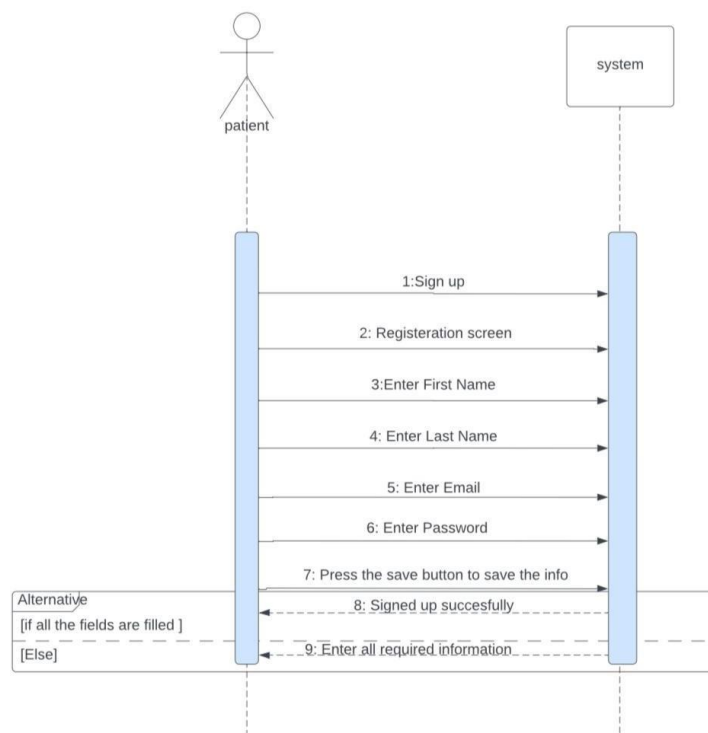 patient
system
1:Sign up
2: Registeration screen
3:Enter First Name
4: Enter Last Name
5: Enter Email
6: Enter Password
7: Press the save button to save the info
Alternative
8: Signed up succesfully
[if all the fields are filled ]
[Else]
9: Enter all required information